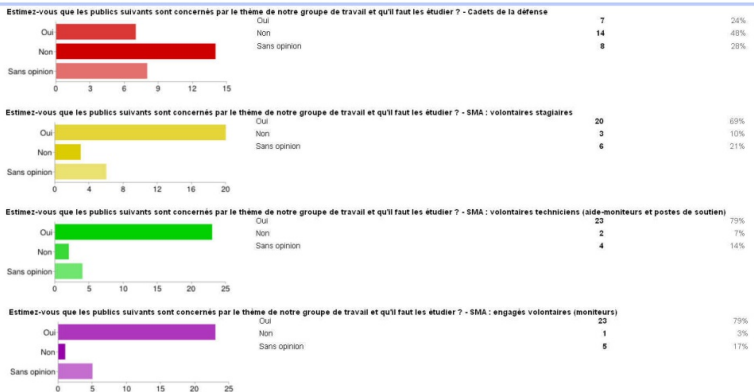 Estimez-vous que les publics suivants sont concernés par le thème de notre groupe de travail et qu'il faut les étudier ? - Cadets de la défense
Oui 7 24%
Non 14 48%
Sans opinion 8 28%
Oui
Non
Sans opinion
0 3 6 9 12 15
Estimez-vous que les publics suivants sont concernés par le thème de notre groupe de travail et qu'il faut les étudier ? - SMA : volontaires stagiaires
Oui 20 69%
Non 3 10%
Sans opinion 6 21%
Oui
Non
Sans opinion
0 4 8 12 16 20
Estimez-vous que les publics suivants sont concernés par le thème de notre groupe de travail et qu'il faut les étudier ? - SMA : volontaires techniciens (aide-moniteurs et postes de soutien)
Oui 23 79%
Non 2 7%
Sans opinion 4 14%
Oui
Non
Sans opinion
0 5 10 15 20 25
Estimez-vous que les publics suivants sont concernés par le thème de notre groupe de travail et qu'il faut les étudier ? - SMA : engagés volontaires (moniteurs)
Oui 23 79%
Non 1 3%
Sans opinion 5 17%
Oui
Non
Sans opinion
0 5 10 15 20 25